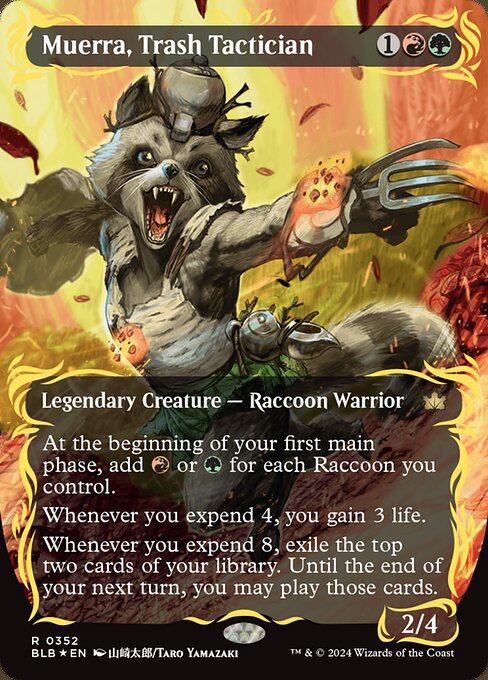 Muerra, Trash Tactician 1
Legendary Creature — Raccoon Warrior
At the beginning of your first main
phase, add or for each Raccoon you
control.
Whenever you expend 4, you gain 3 life.
Whenever you expend 8, exile the top
two cards of your library. Until the end of
your next turn, you may play those cards.
2/4
R 0352
BLB ★ EN 山崎太郎/Taro Yamazaki
™ & © 2024 Wizards of the Coast